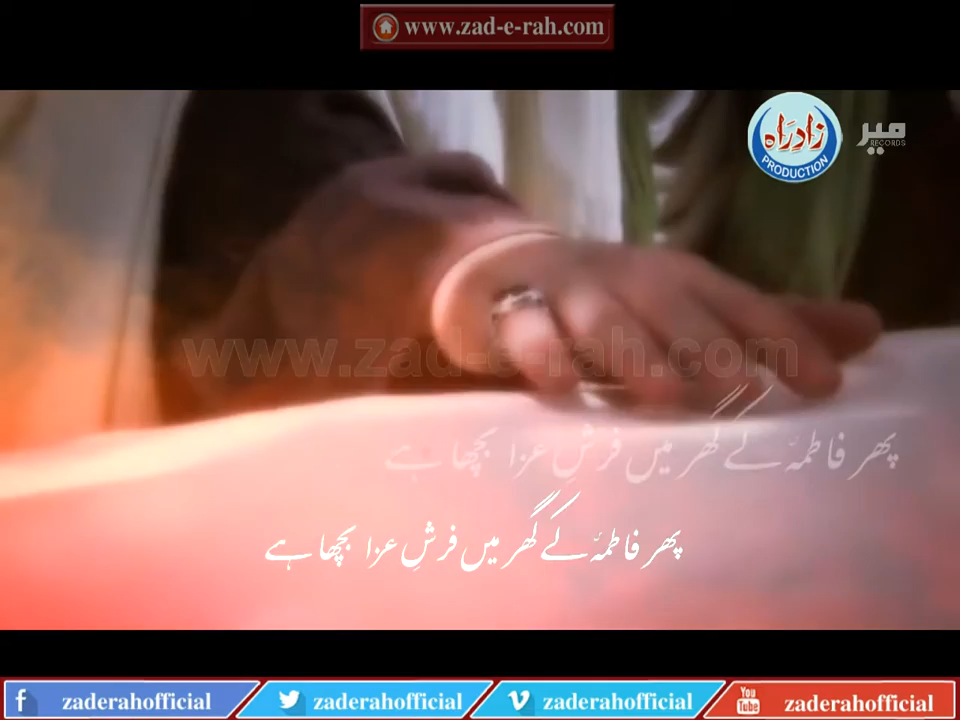 www.zad-e-rah.com
زادِراہ
PRODUCTION
میر
RECORDS
www.zad-e-rah.com
پھر فاطمہؑ کے گھر میں فرشِ عزا بچھا ہے
پھر فاطمہؑ کے گھر میں فرشِ عزا بچھا ہے
f zaderahofficial
zaderahofficial
v zaderahofficial
You Tube zaderahofficial